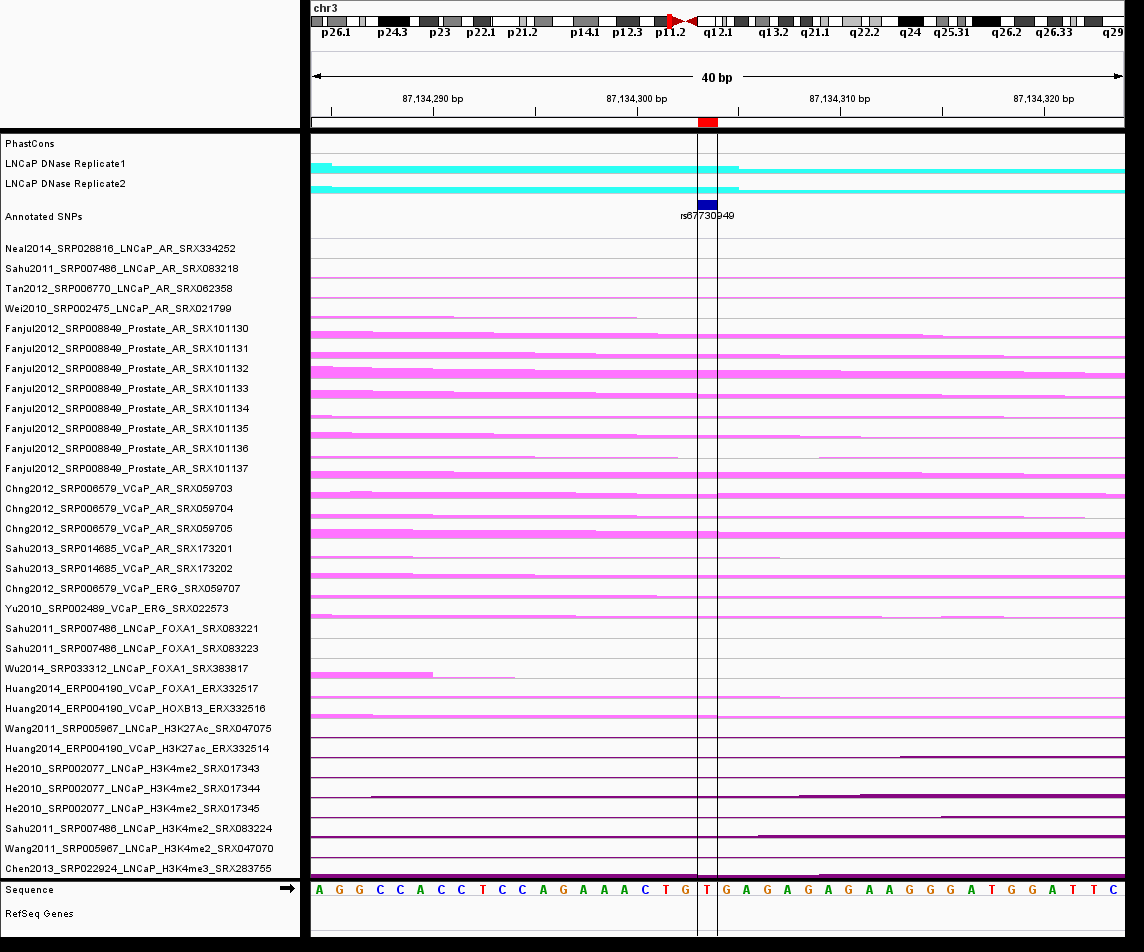 chr3
p26.1 p24.3 p23 p22.1 p21.2 p14.1 p12.3 p11.2 q12.1 q13.2 q21.1 q22.2 q24 q25.31 q26.2 q26.33 q29
40 bp
87,134,290 bp 87,134,300 bp 87,134,310 bp 87,134,320 bp
PhastCons
LNCaP DNase Replicate1
LNCaP DNase Replicate2
Annotated SNPs
rs67730949
Neal2014_SRP028816_LNCaP_AR_SRX334252
Sahu2011_SRP007486_LNCaP_AR_SRX083218
Tan2012_SRP006770_LNCaP_AR_SRX062358
Wei2010_SRP002475_LNCaP_AR_SRX021799
Fanjul2012_SRP008849_Prostate_AR_SRX101130
Fanjul2012_SRP008849_Prostate_AR_SRX101131
Fanjul2012_SRP008849_Prostate_AR_SRX101132
Fanjul2012_SRP008849_Prostate_AR_SRX101133
Fanjul2012_SRP008849_Prostate_AR_SRX101134
Fanjul2012_SRP008849_Prostate_AR_SRX101135
Fanjul2012_SRP008849_Prostate_AR_SRX101136
Fanjul2012_SRP008849_Prostate_AR_SRX101137
Chng2012_SRP006579_VCaP_AR_SRX059703
Chng2012_SRP006579_VCaP_AR_SRX059704
Chng2012_SRP006579_VCaP_AR_SRX059705
Sahu2013_SRP014685_VCaP_AR_SRX173201
Sahu2013_SRP014685_VCaP_AR_SRX173202
Chng2012_SRP006579_VCaP_ERG_SRX059707
Yu2010_SRP002489_VCaP_ERG_SRX022573
Sahu2011_SRP007486_LNCaP_FOXA1_SRX083221
Sahu2011_SRP007486_LNCaP_FOXA1_SRX083223
Wu2014_SRP033312_LNCaP_FOXA1_SRX383817
Huang2014_ERP004190_VCaP_FOXA1_ERX332517
Huang2014_ERP004190_VCaP_HOXB13_ERX332516
Wang2011_SRP005967_LNCaP_H3K27Ac_SRX047075
Huang2014_ERP004190_VCaP_H3K27ac_ERX332514
He2010_SRP002077_LNCaP_H3K4me2_SRX017343
He2010_SRP002077_LNCaP_H3K4me2_SRX017344
He2010_SRP002077_LNCaP_H3K4me2_SRX017345
Sahu2011_SRP007486_LNCaP_H3K4me2_SRX083224
Wang2011_SRP005967_LNCaP_H3K4me2_SRX047070
Chen2013_SRP022924_LNCaP_H3K4me3_SRX283755
Sequence A G G C C A C C T C C A G A A A C T G T G A G A G A G A A G G G A T G G A T T C
RefSeq Genes